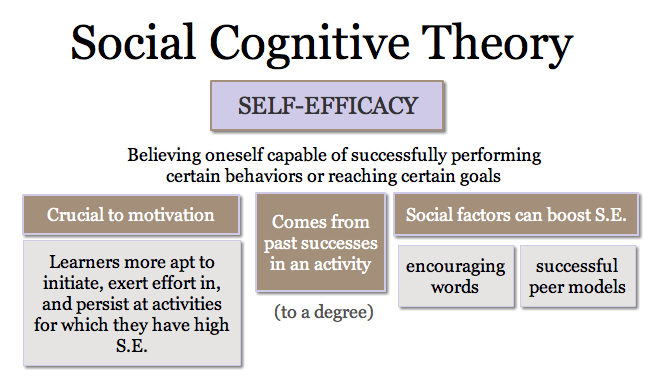 Social Cognitive Theory
SELF-EFFICACY
Believing oneself capable of successfully performing
certain behaviors or reaching certain goals
Crucial to motivation
Learners more apt to
initiate, exert effort in,
and persist at activities
for which they have high
S.E.
Comes from
past successes
in an activity
(to a degree)
Social factors can boost S.E.
encouraging
words
successful
peer models